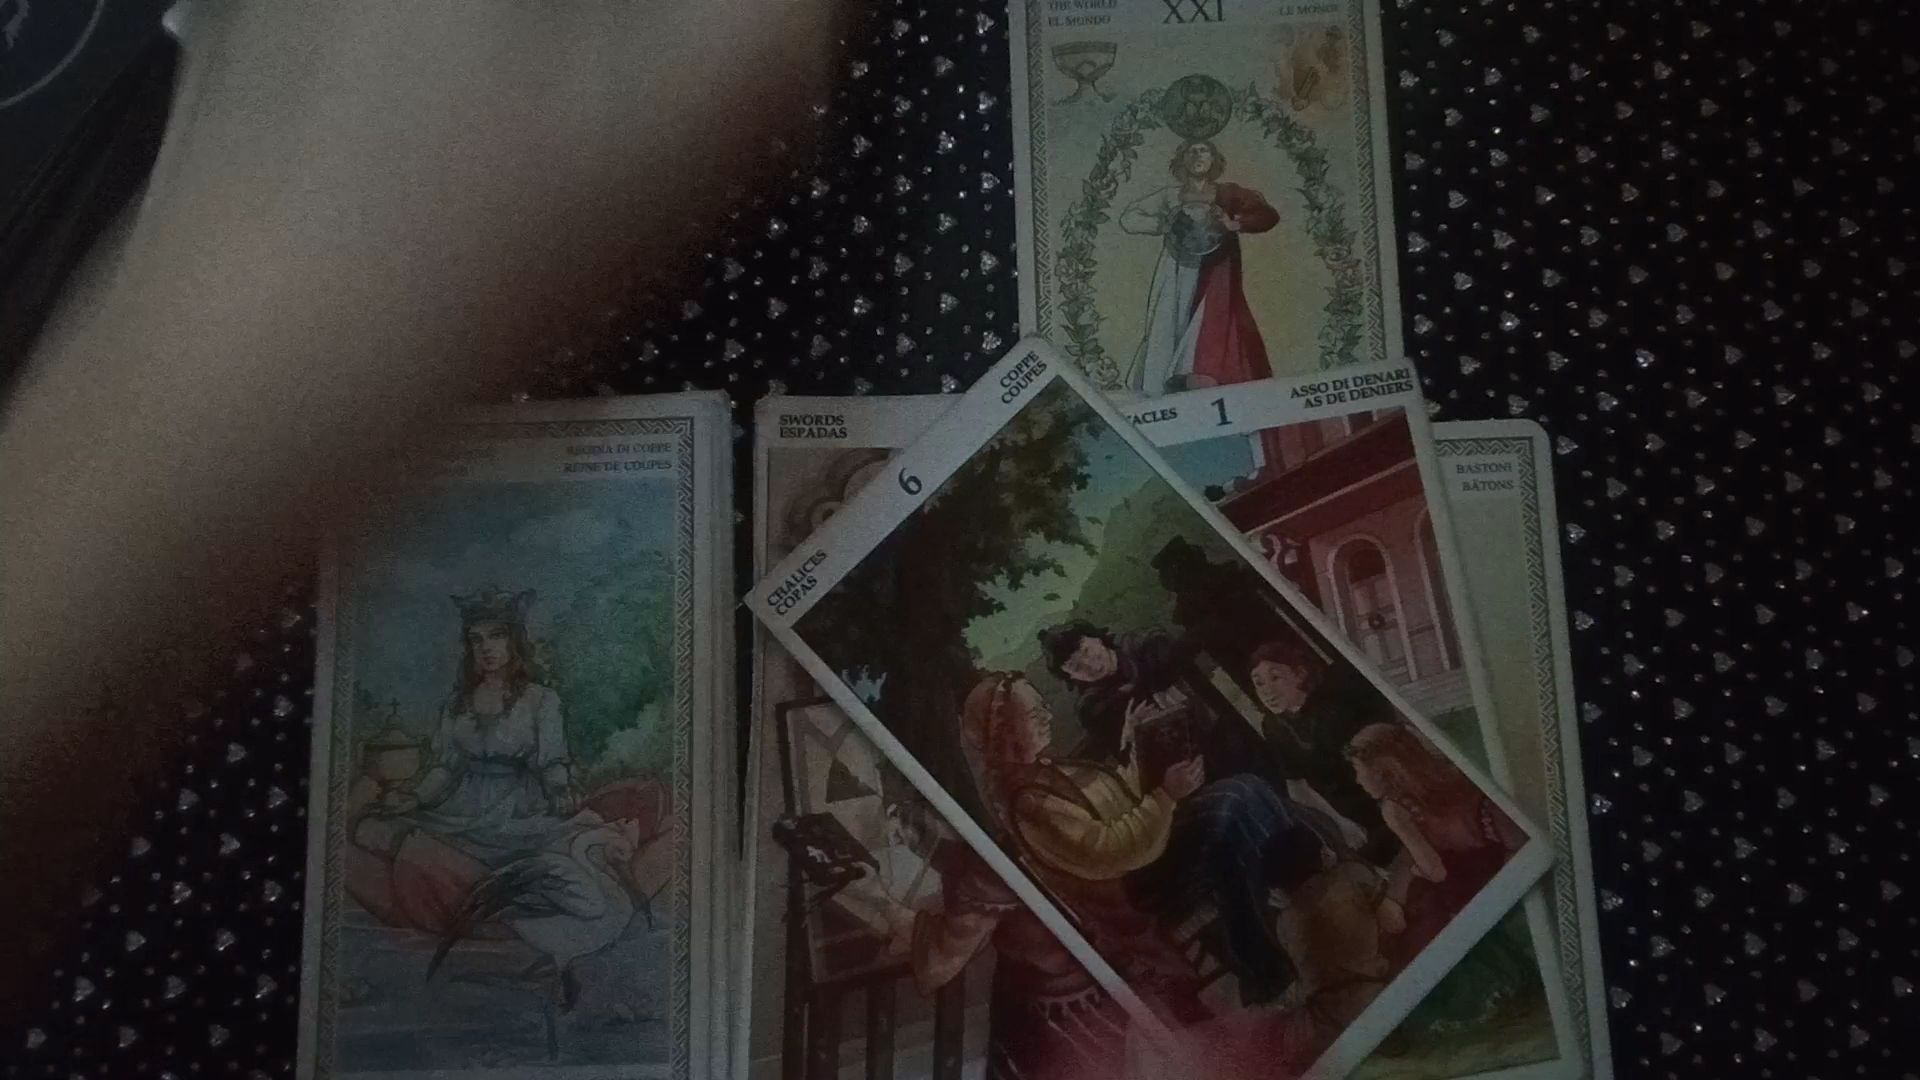 THE WORLD
EL MUNDO
XXI
LE MONDE
REGINA DI COPPE
REINE DE COUPES
SWORDS
ESPADAS
COPPE
COUPES
6
CHALICES
COPAS
TACLES
1
ASSO DI DENARI
AS DE DENIERS
BASTONI
BÂTONS